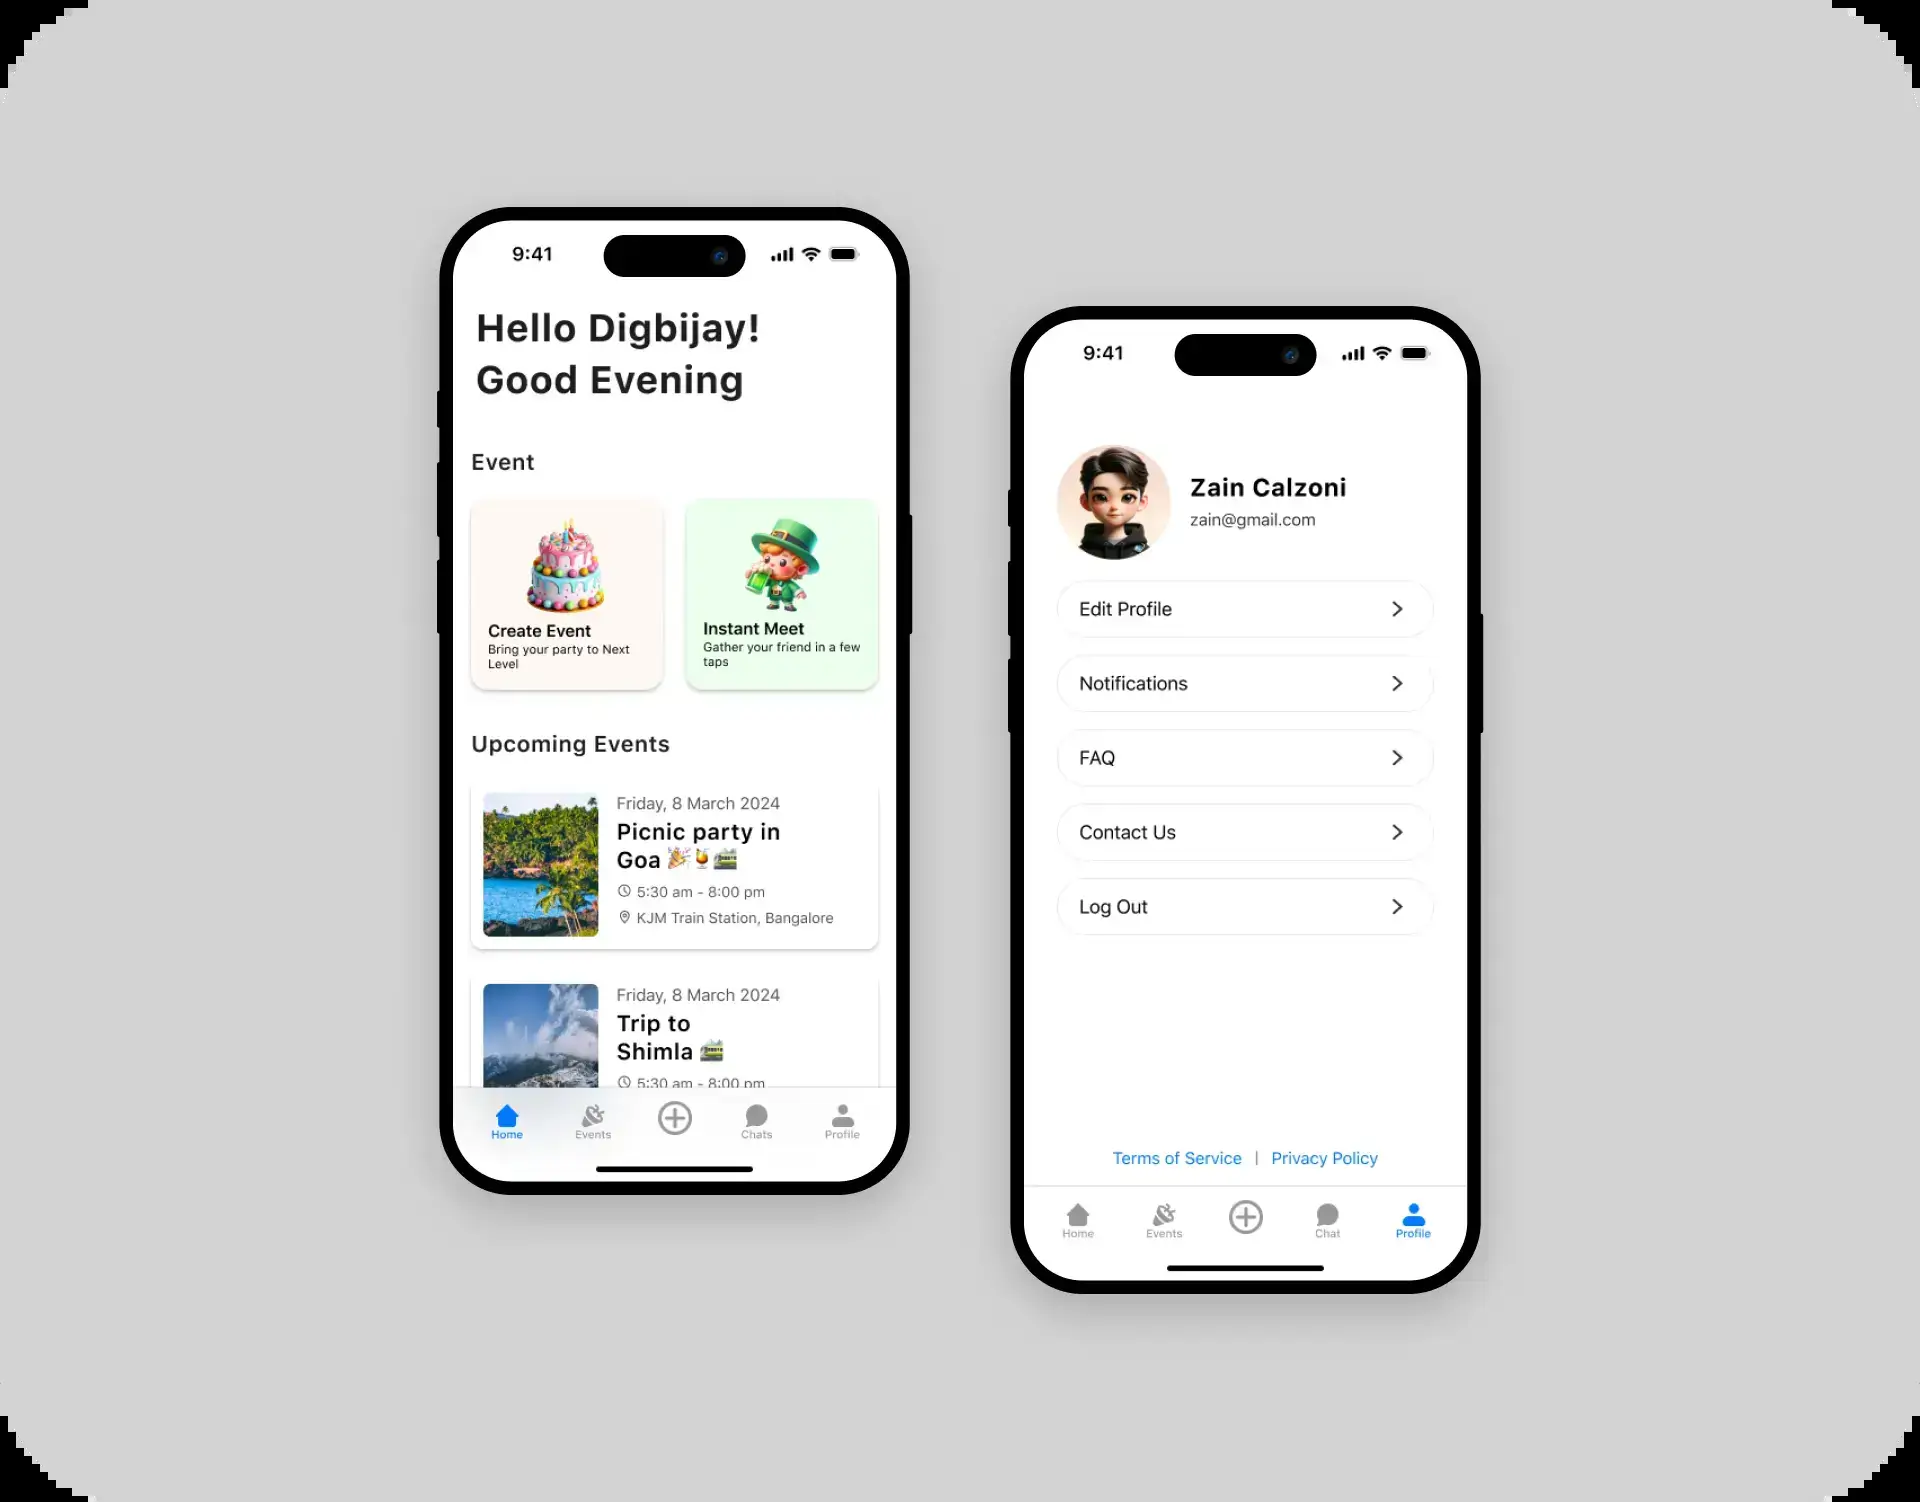 9:41
Hello Digbijay!
Good Evening
Event
Create Event
Bring your party to Next
Level
Instant Meet
Gather your friend in a few
taps
Upcoming Events
Friday, 8 March 2024
Picnic party in
Goa 🎉🍹🚞
5:30 am - 8:00 pm
KJM Train Station, Bangalore
Friday, 8 March 2024
Trip to
Shimla 🚞
5:30 am - 8:00 pm
Home
Events
Chats
Profile
9:41
Zain Calzoni
zain@gmail.com
Edit Profile
Notifications
FAQ
Contact Us
Log Out
Terms of Service | Privacy Policy
Home
Events
Chat
Profile